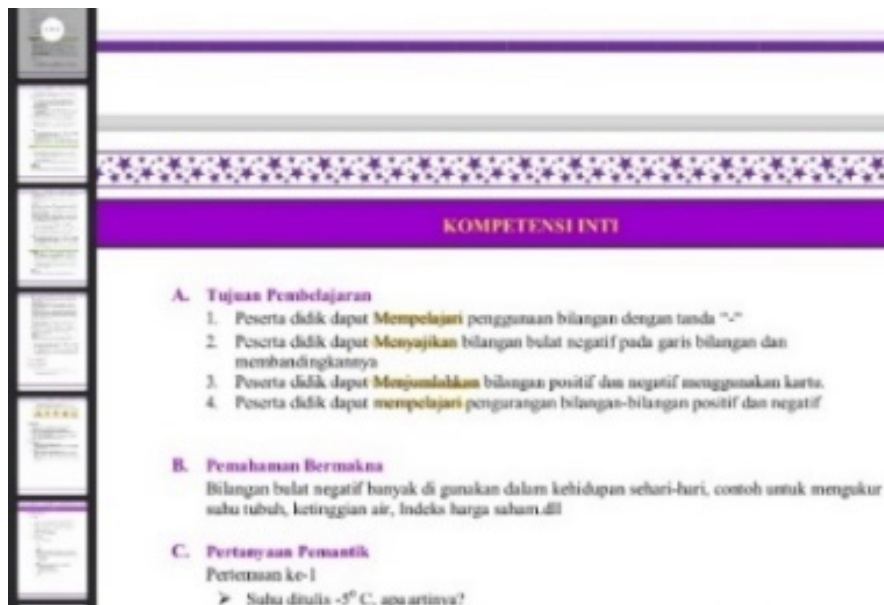 KOMPETENSI INTI
A. Tujuan Pembelajaran
1. Peserta didik dapat Mempelajari penggunaan bilangan dengan tanda "-"
2. Peserta didik dapat Menyajikan bilangan bulat negatif pada garis bilangan dan
membandingkannya
3. Peserta didik dapat Menjumlahkan bilangan positif dan negatif menggunakan kartu.
4. Peserta didik dapat mempelajari pengurangan bilangan-bilangan positif dan negatif
B. Pemahaman Bermakna
Bilangan bulat negatif banyak di gunakan dalam kehidupan sehari-hari, contoh untuk mengukur
suhu tubuh, ketinggian air, Indeks harga saham.dll
C. Pertanyaan Pemantik
Pertemuan ke-1
➢ Suhu ditulis -5⁰ C, apa artinya?